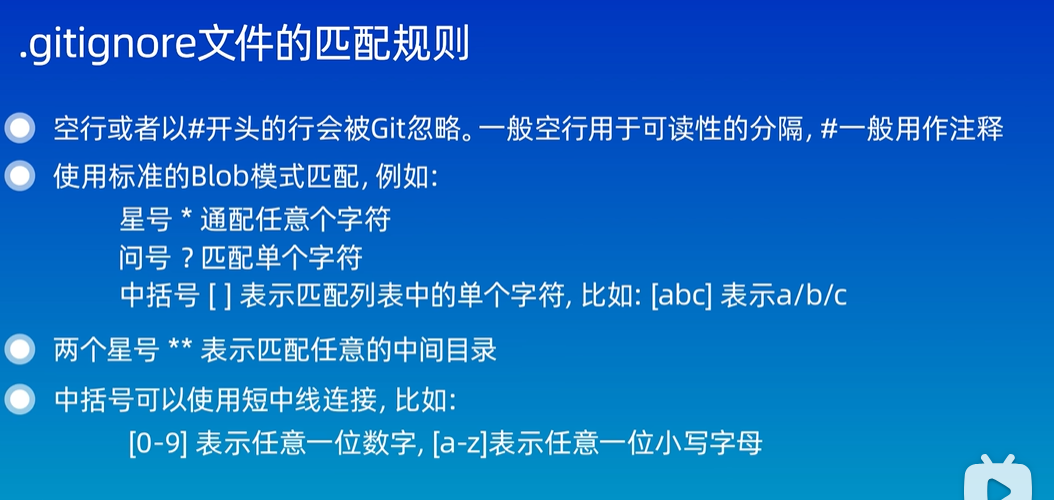 .gitignore文件的匹配规则
空行或者以#开头的行会被Git忽略。一般空行用于可读性的分隔, #一般用作注释
使用标准的Blob模式匹配, 例如:
星号 * 通配任意个字符
问号 ? 匹配单个字符
中括号 [ ] 表示匹配列表中的单个字符, 比如: [abc] 表示a/b/c
两个星号 ** 表示匹配任意的中间目录
中括号可以使用短中线连接, 比如:
[0-9] 表示任意一位数字, [a-z]表示任意一位小写字母